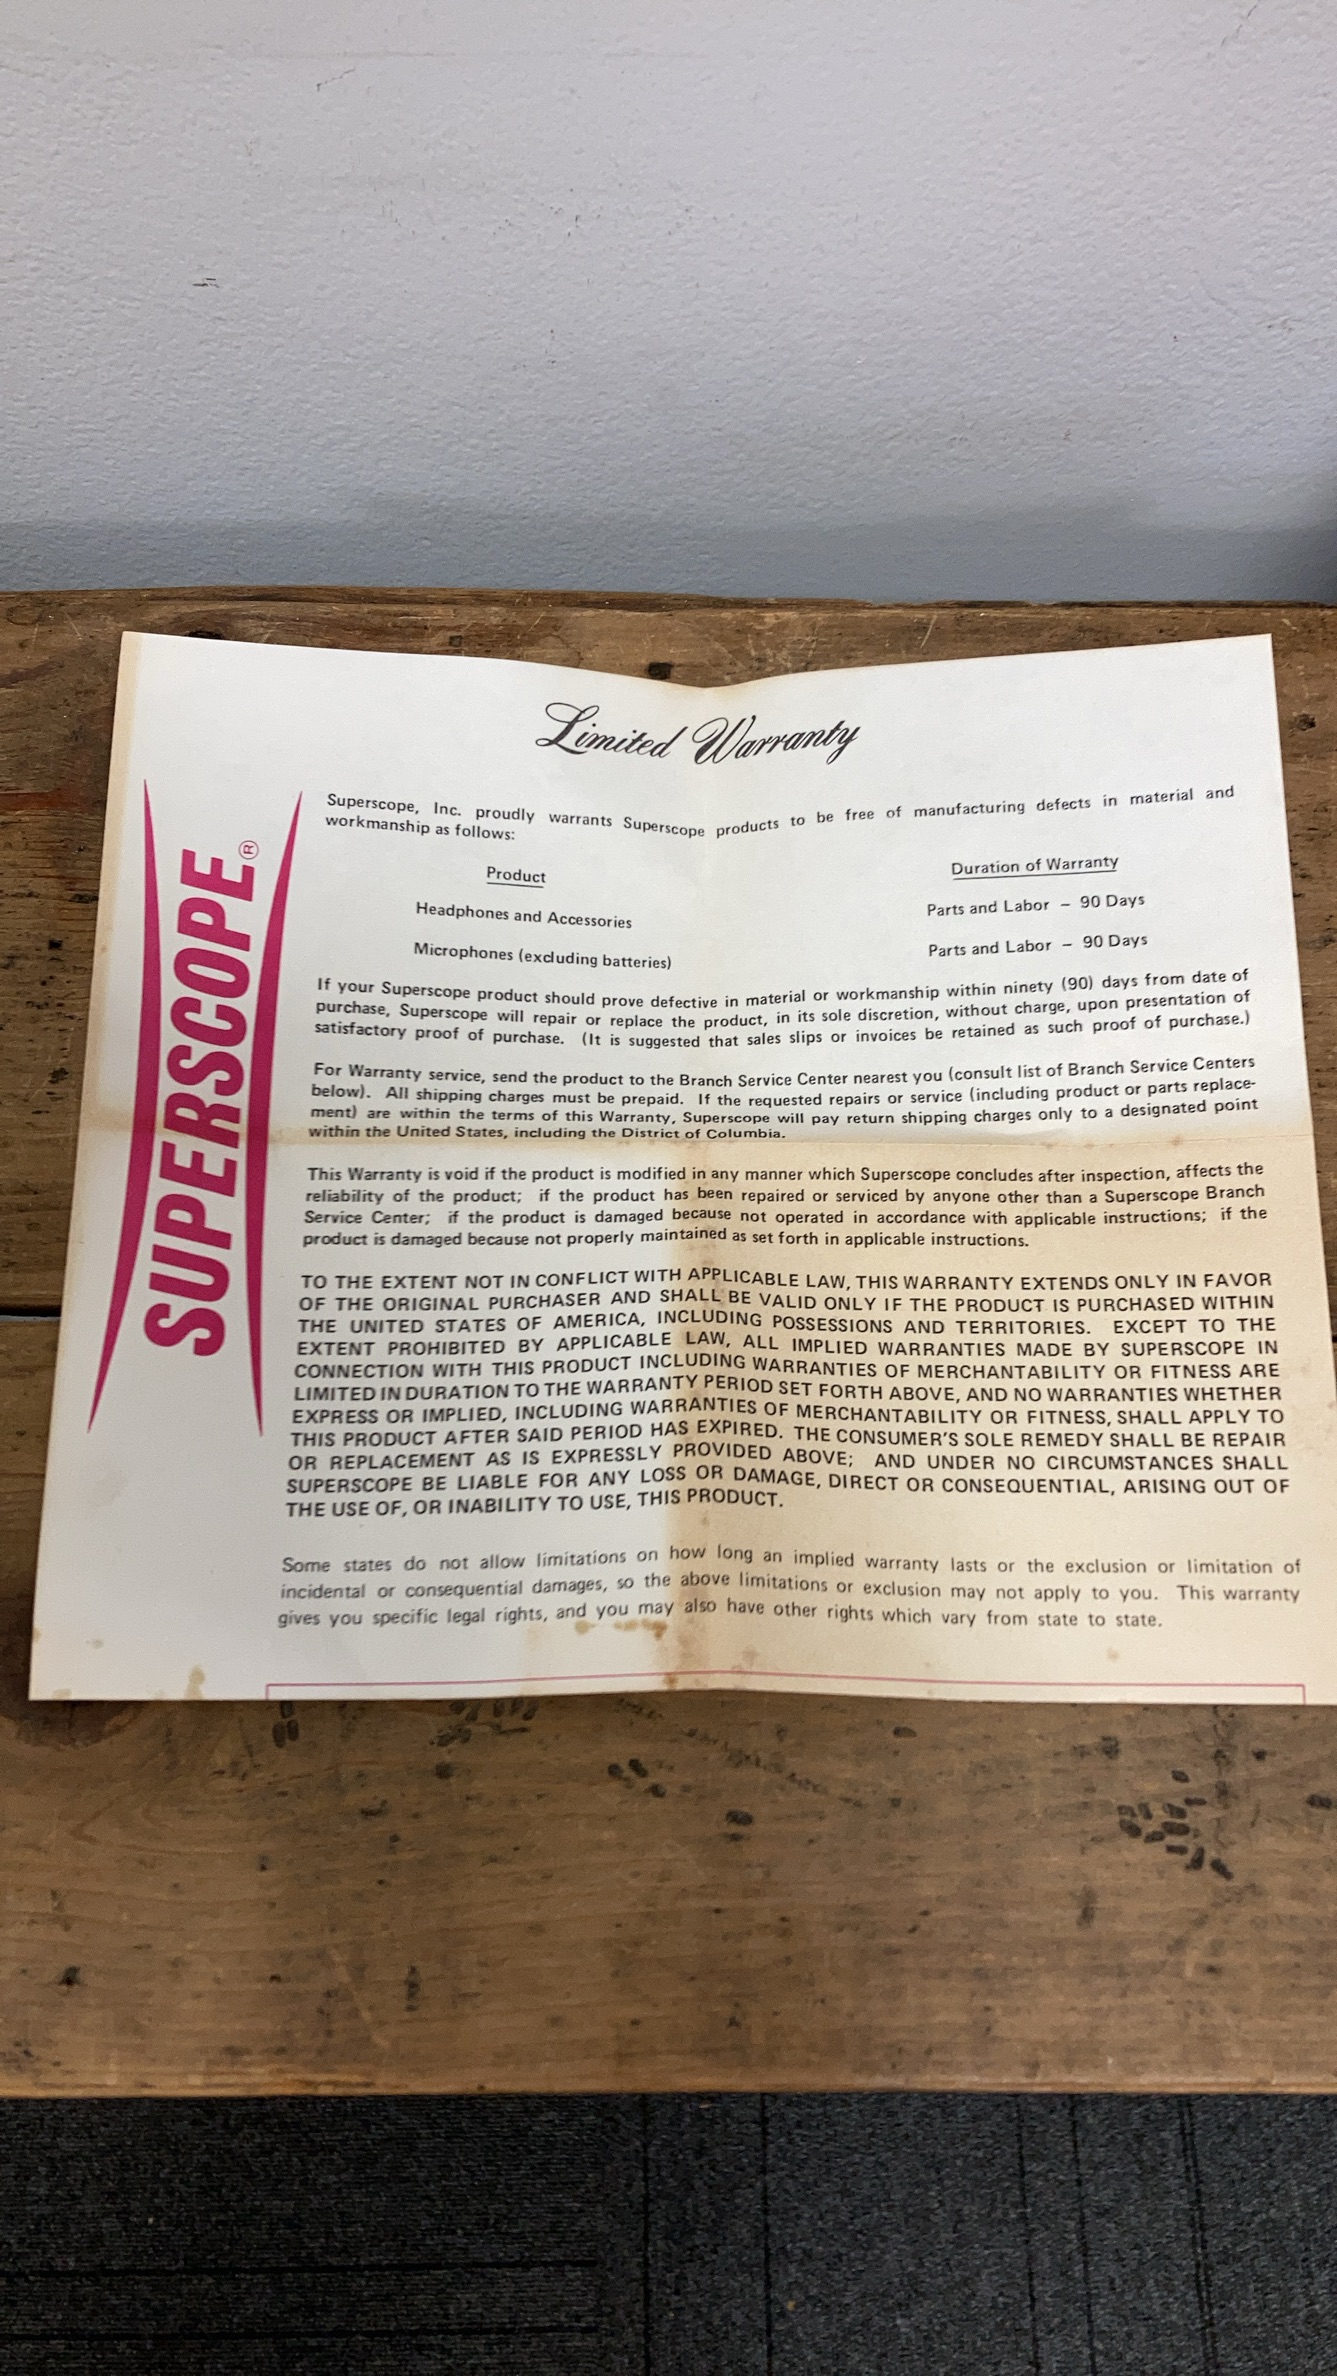 Limited Warranty
SUPERSCOPE®
Superscope, Inc. proudly warrants Superscope products to be free of manufacturing defects in material and
workmanship as follows:
Product Duration of Warranty
Headphones and Accessories Parts and Labor – 90 Days
Microphones (excluding batteries) Parts and Labor – 90 Days
If your Superscope product should prove defective in material or workmanship within ninety (90) days from date of
purchase, Superscope will repair or replace the product, in its sole discretion, without charge, upon presentation of
satisfactory proof of purchase. (It is suggested that sales slips or invoices be retained as such proof of purchase.)
For Warranty service, send the product to the Branch Service Center nearest you (consult list of Branch Service Centers
below). All shipping charges must be prepaid. If the requested repairs or service (including product or parts replace-
ment) are within the terms of this Warranty, Superscope will pay return shipping charges only to a designated point
within the United States, including the District of Columbia.
This Warranty is void if the product is modified in any manner which Superscope concludes after inspection, affects the
reliability of the product; if the product has been repaired or serviced by anyone other than a Superscope Branch
Service Center; if the product is damaged because not operated in accordance with applicable instructions; if the
product is damaged because not properly maintained as set forth in applicable instructions.
TO THE EXTENT NOT IN CONFLICT WITH APPLICABLE LAW, THIS WARRANTY EXTENDS ONLY IN FAVOR
OF THE ORIGINAL PURCHASER AND SHALL BE VALID ONLY IF THE PRODUCT IS PURCHASED WITHIN
THE UNITED STATES OF AMERICA, INCLUDING POSSESSIONS AND TERRITORIES. EXCEPT TO THE
EXTENT PROHIBITED BY APPLICABLE LAW, ALL IMPLIED WARRANTIES MADE BY SUPERSCOPE IN
CONNECTION WITH THIS PRODUCT INCLUDING WARRANTIES OF MERCHANTABILITY OR FITNESS ARE
LIMITED IN DURATION TO THE WARRANTY PERIOD SET FORTH ABOVE, AND NO WARRANTIES WHETHER
EXPRESS OR IMPLIED, INCLUDING WARRANTIES OF MERCHANTABILITY OR FITNESS, SHALL APPLY TO
THIS PRODUCT AFTER SAID PERIOD HAS EXPIRED. THE CONSUMER'S SOLE REMEDY SHALL BE REPAIR
OR REPLACEMENT AS IS EXPRESSLY PROVIDED ABOVE; AND UNDER NO CIRCUMSTANCES SHALL
SUPERSCOPE BE LIABLE FOR ANY LOSS OR DAMAGE, DIRECT OR CONSEQUENTIAL, ARISING OUT OF
THE USE OF, OR INABILITY TO USE, THIS PRODUCT.
Some states do not allow limitations on how long an implied warranty lasts or the exclusion or limitation of
incidental or consequential damages, so the above limitations or exclusion may not apply to you. This warranty
gives you specific legal rights, and you may also have other rights which vary from state to state.